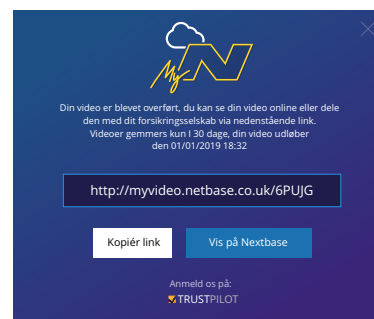 My N
Din video er blevet overført, du kan se din video online eller dele
den med dit forsikringsselskab via nedenstående link.
Videoer gemmers kun I 30 dage, din video udløber
den 01/01/2019 18:32
http://myvideo.netbase.co.uk/6PUJG
Kopiér link
Vis på Nextbase
Anmeld os på:
TRUSTPILOT